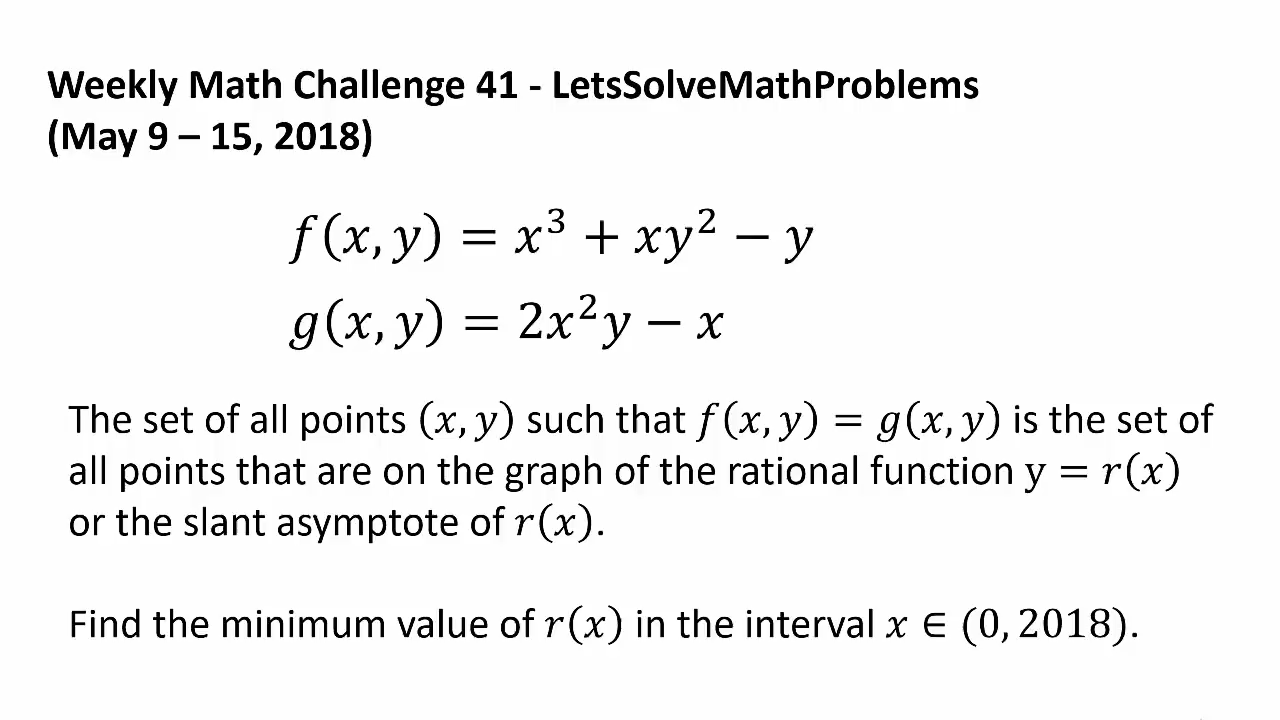 Weekly Math Challenge 41 - LetsSolveMathProblems
(May 9 – 15, 2018)
f(x, y) = x³ + xy² − y
g(x, y) = 2x²y − x
The set of all points (x, y) such that f(x, y) = g(x, y) is the set of
all points that are on the graph of the rational function y = r(x)
or the slant asymptote of r(x).
Find the minimum value of r(x) in the interval x ∈ (0, 2018).